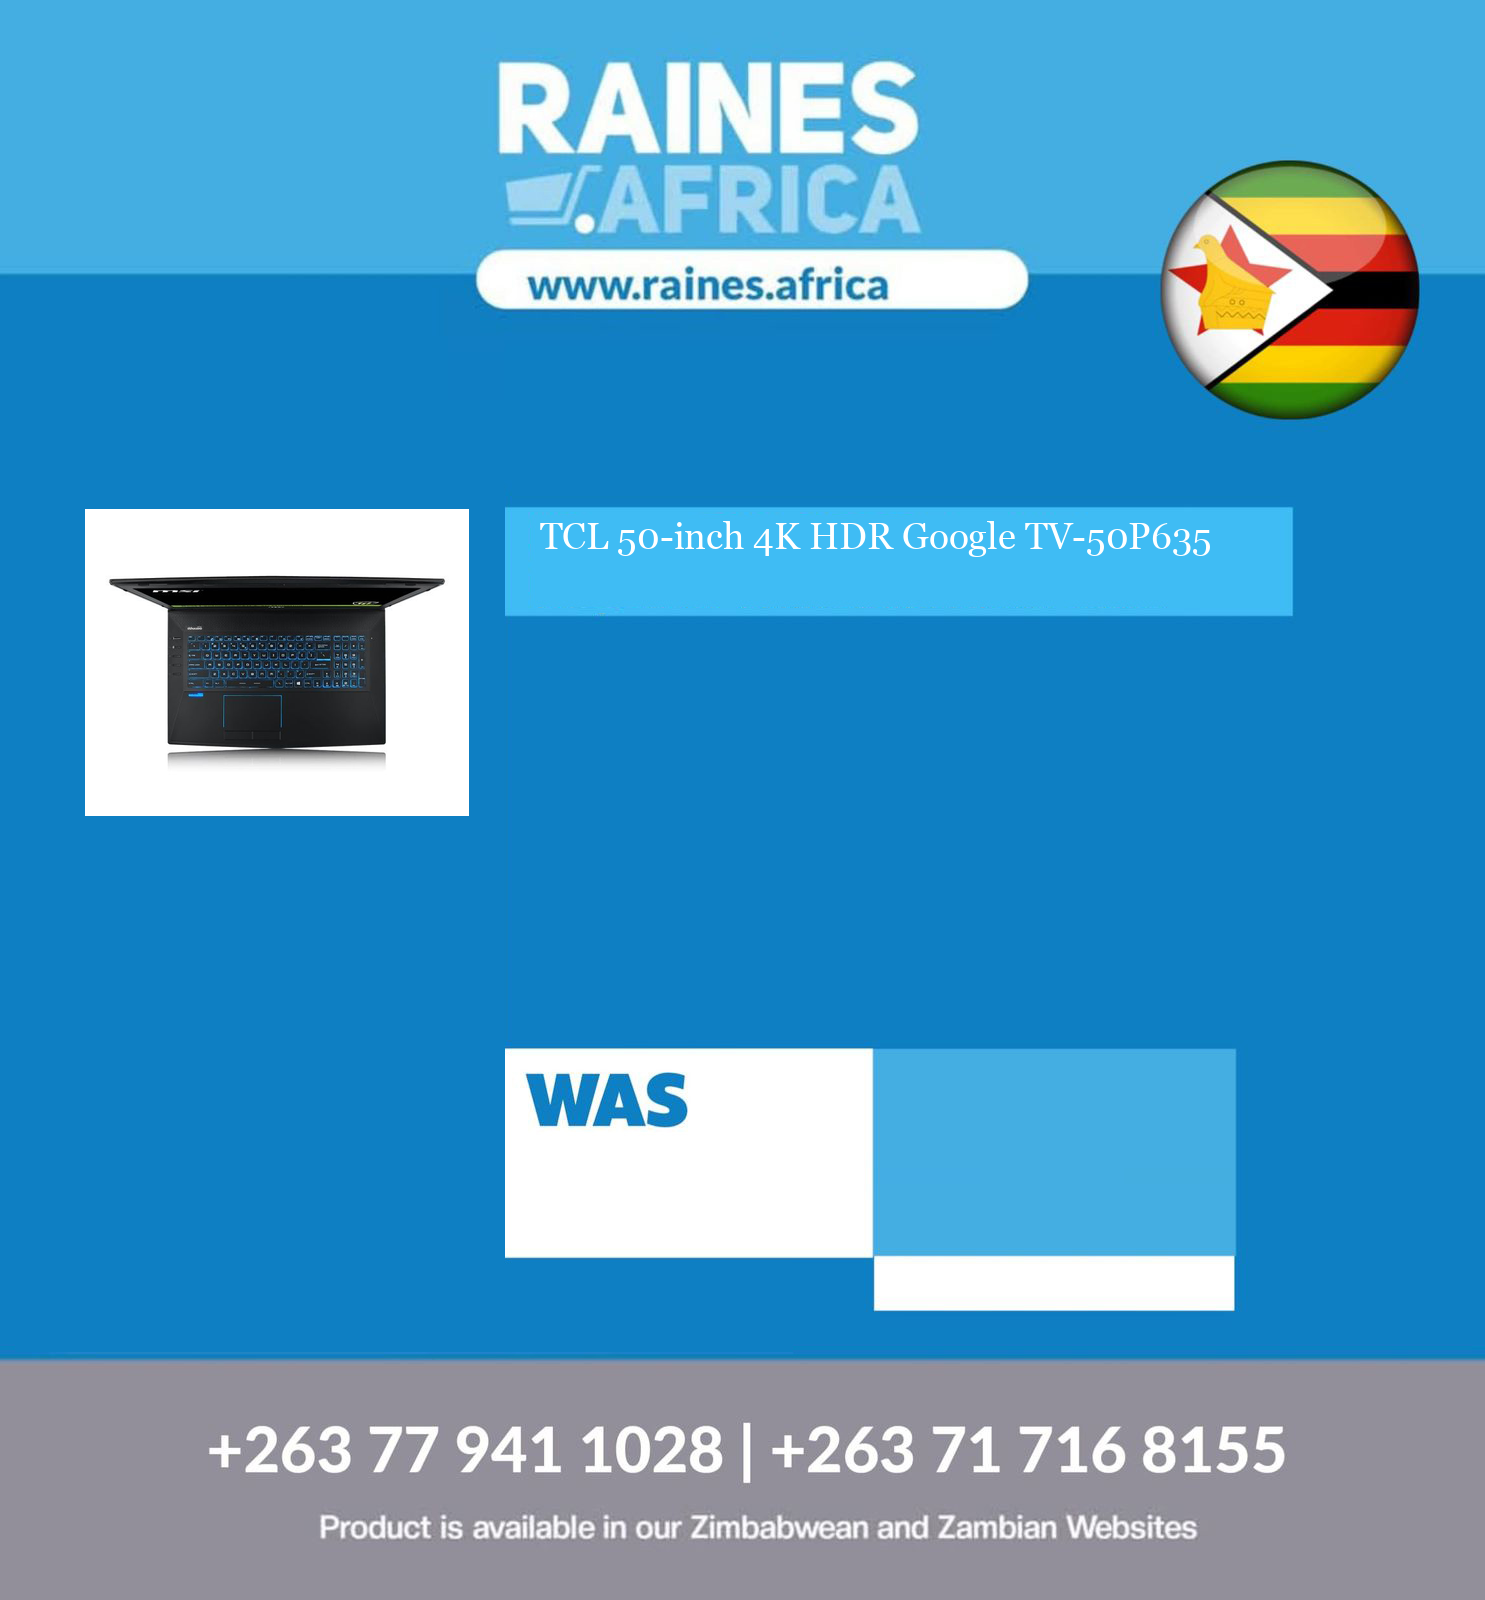 RAINES
.AFRICA
www.raines.africa
TCL 50-inch 4K HDR Google TV-50P635
msi
WAS
+263 77 941 1028 | +263 71 716 8155
Product is available in our Zimbabwean and Zambian Websites